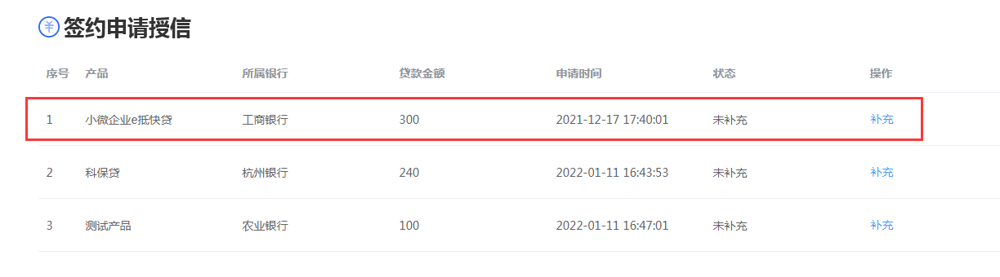 签约申请授信
序号 产品 所属银行 贷款金额 申请时间 状态 操作
1 小微企业e抵快贷 工商银行 300 2021-12-17 17:40:01 未补充 补充
2 科保贷 杭州银行 240 2022-01-11 16:43:53 未补充 补充
3 测试产品 农业银行 100 2022-01-11 16:47:01 未补充 补充